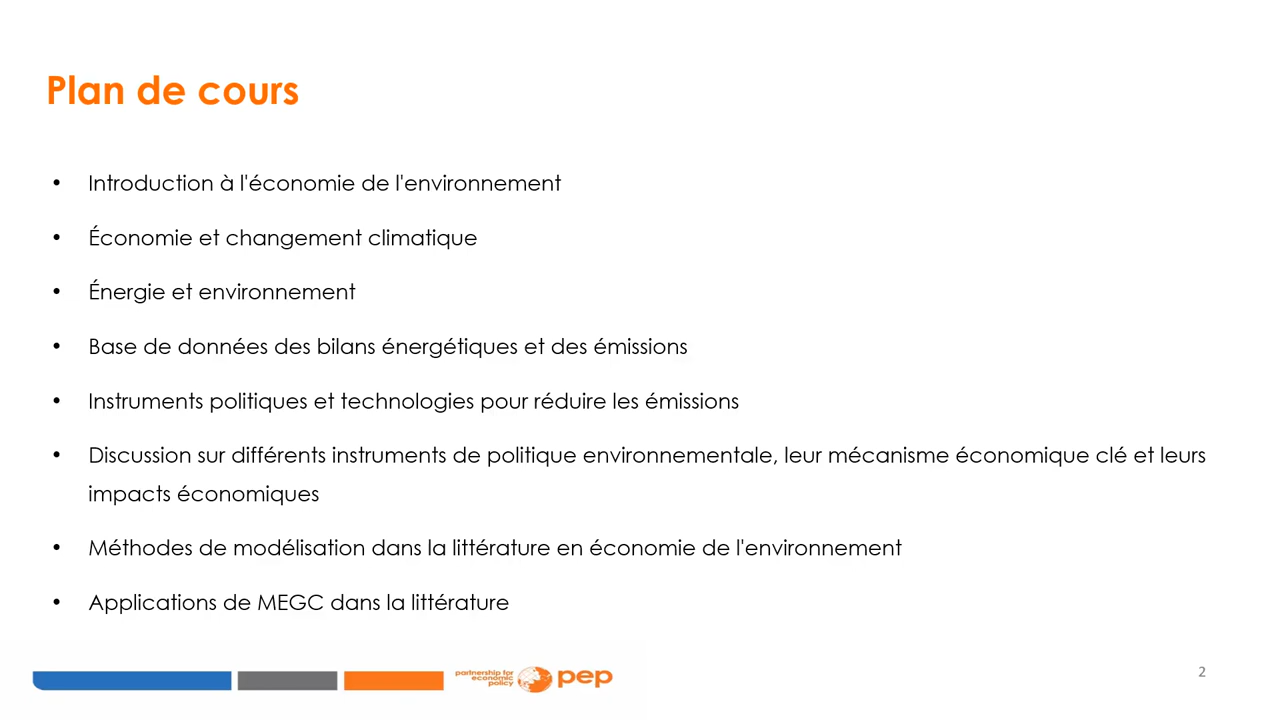 Plan de cours
• Introduction à l'économie de l'environnement
• Économie et changement climatique
• Énergie et environnement
• Base de données des bilans énergétiques et des émissions
• Instruments politiques et technologies pour réduire les émissions
• Discussion sur différents instruments de politique environnementale, leur mécanisme économique clé et leurs
impacts économiques
• Méthodes de modélisation dans la littérature en économie de l'environnement
• Applications de MEGC dans la littérature
partnership for
economic
policy
pep
2